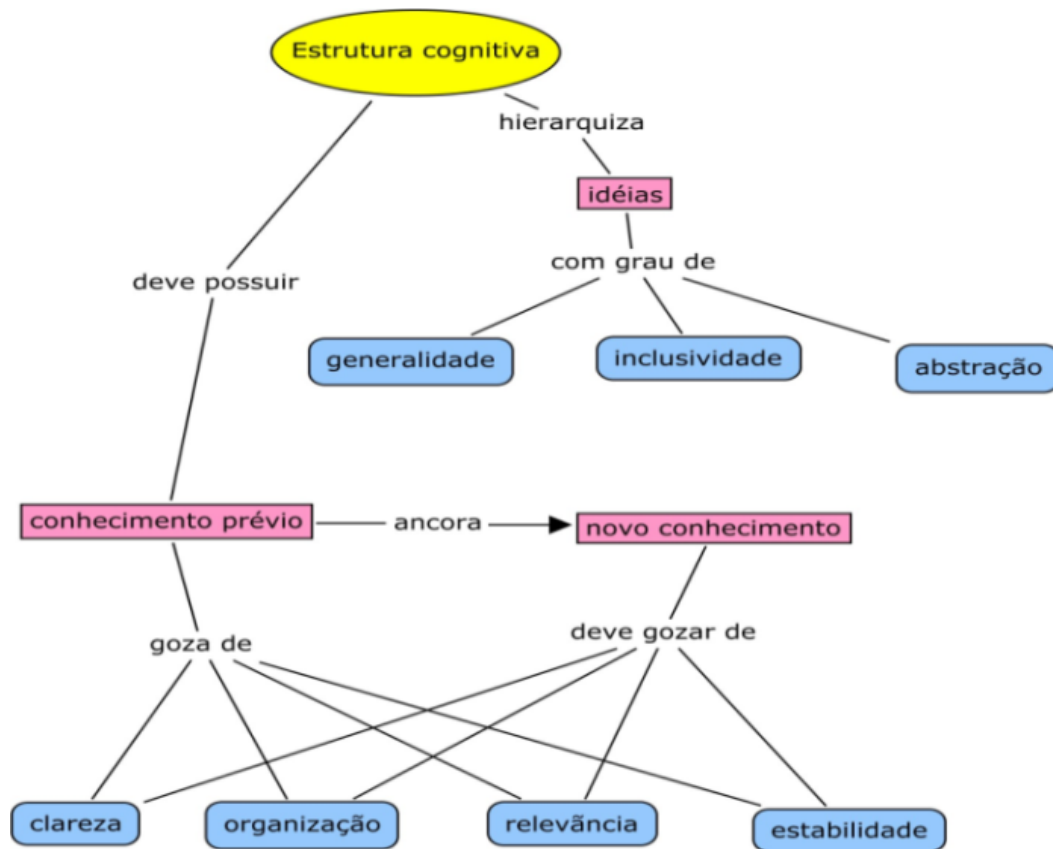 Estrutura cognitiva
hierarquiza
idéias
deve possuir
com grau de
generalidade
inclusividade
abstração
conhecimento prévio
ancora
novo conhecimento
goza de
deve gozar de
clareza
organização
relevãncia
estabilidade